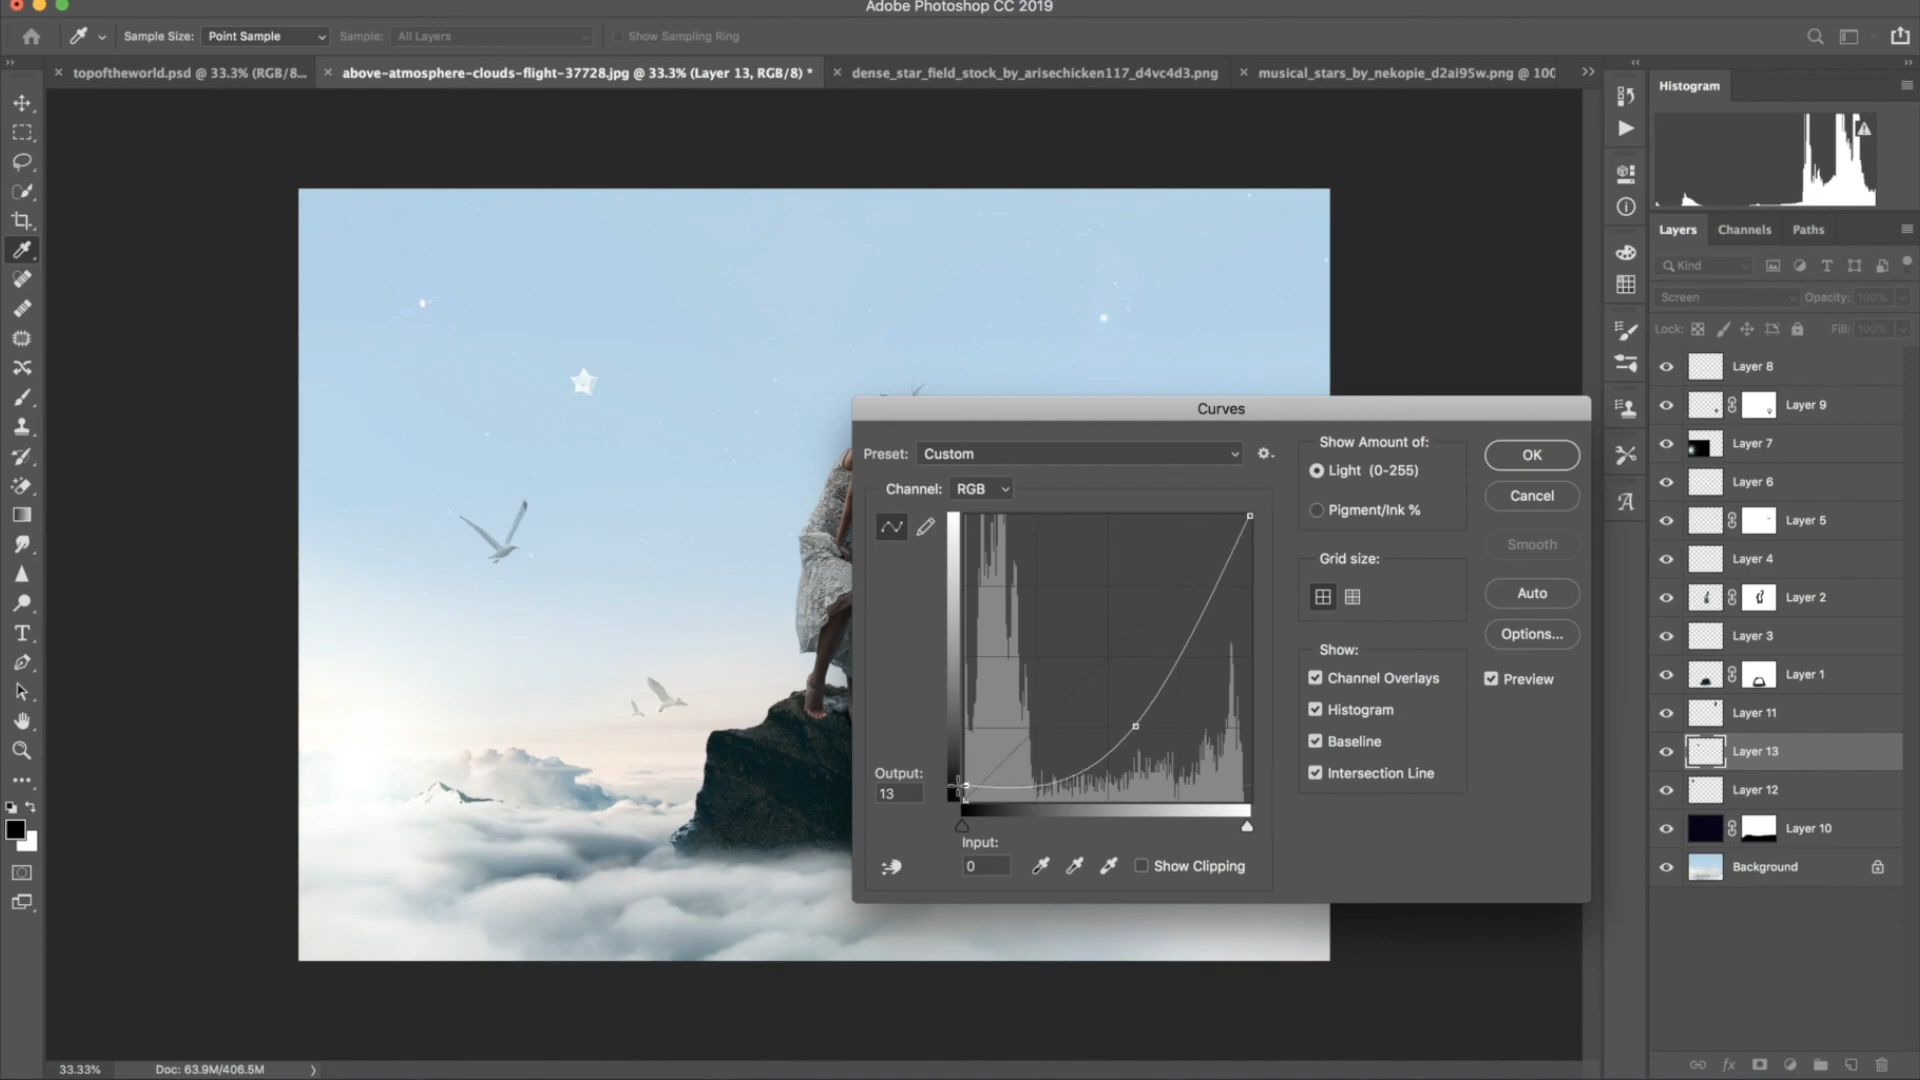 Adobe Photoshop CC 2019
Sample Size: Point Sample Sample: All Layers Show Sampling Ring
topoftheworld.psd @ 33.3% (RGB/8... above-atmosphere-clouds-flight-37728.jpg @ 33.3% (Layer 13, RGB/8) * dense_star_field_stock_by_arisechicken117_d4vc4d3.png musical_stars_by_nekopie_d2ai95w.png @ 100
Histogram
Layers Channels Paths
Kind
Screen Opacity: 100%
Lock: Fill: 100%
Layer 8
Layer 9
Layer 7
Layer 6
Layer 5
Layer 4
Layer 2
Layer 3
Layer 1
Layer 11
Layer 13
Layer 12
Layer 10
Background
Curves
Preset: Custom
Channel: RGB
Output:
13
Input:
0
Show Clipping
Show Amount of:
Light (0-255)
Pigment/Ink %
Grid size:
Show:
Channel Overlays
Histogram
Baseline
Intersection Line
OK
Cancel
Smooth
Auto
Options...
Preview
33.33% Doc: 63.9M/406.5M